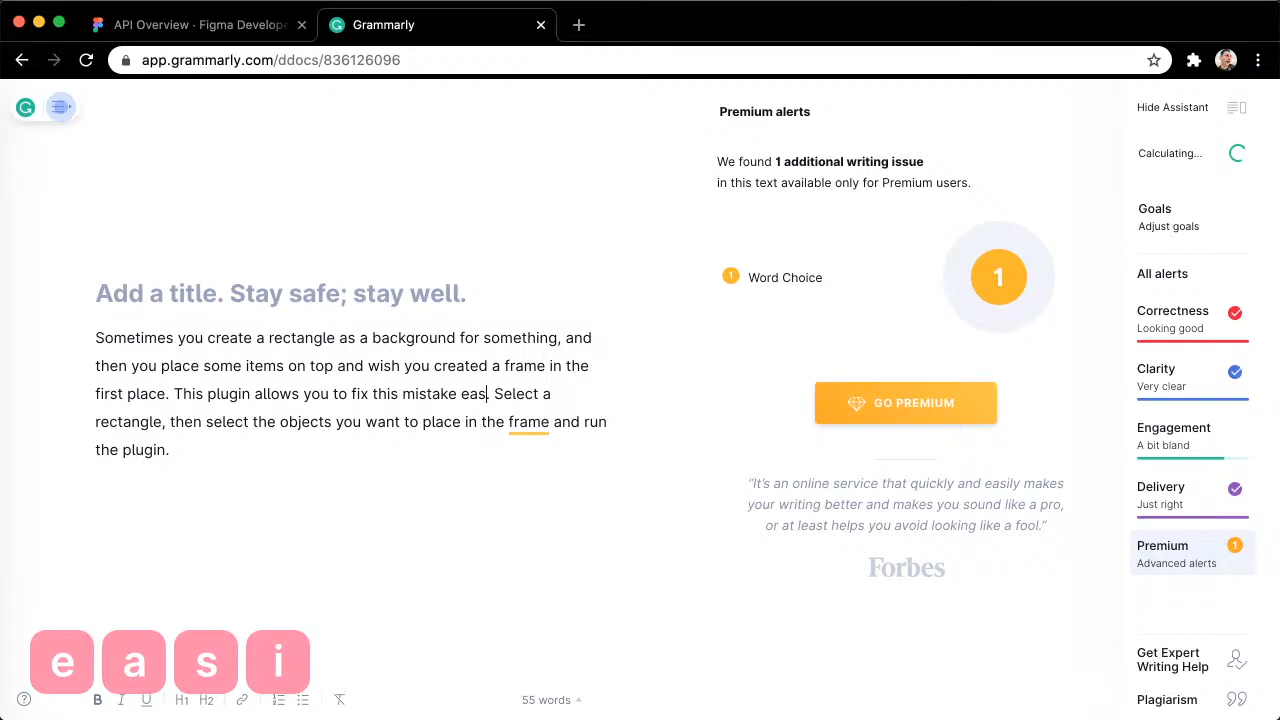 API Overview · Figma Develope
Grammarly
app.grammarly.com/ddocs/836126096
Premium alerts
We found 1 additional writing issue
in this text available only for Premium users.
1
Word Choice
1
GO PREMIUM
“It’s an online service that quickly and easily makes
your writing better and makes you sound like a pro,
or at least helps you avoid looking like a fool.”
Forbes
Add a title. Stay safe; stay well.
Sometimes you create a rectangle as a background for something, and
then you place some items on top and wish you created a frame in the
first place. This plugin allows you to fix this mistake eas. Select a
rectangle, then select the objects you want to place in the frame and run
the plugin.
Hide Assistant
Calculating...
Goals
Adjust goals
All alerts
Correctness
Looking good
Clarity
Very clear
Engagement
A bit bland
Delivery
Just right
Premium
1
Advanced alerts
Get Expert
Writing Help
Plagiarism
e a s i
B I U H1 H2
55 words